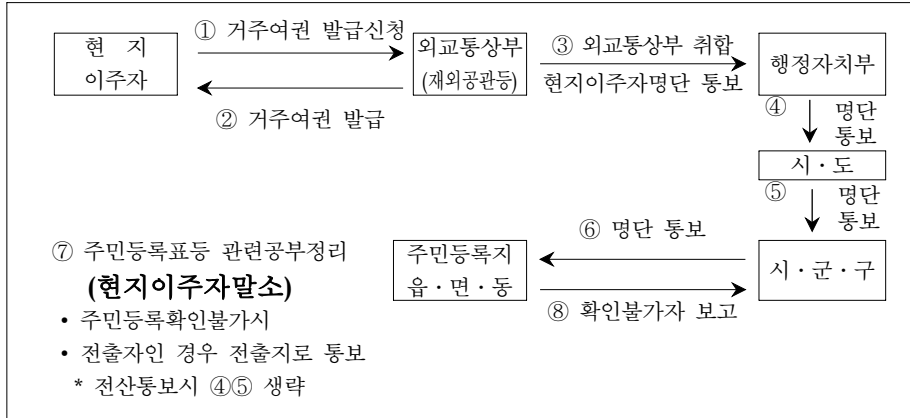 ① 거주여권 발급신청
현 지
이주자
외교통상부
(재외공관등)
③ 외교통상부 취합
현지이주자명단 통보
행정자치부
② 거주여권 발급
④ 명단
통보
시·도
⑤ 명단
통보
⑥ 명단 통보
⑦ 주민등록표등 관련공부정리
(현지이주자말소)
주민등록지
읍·면·동
시·군·구
⑧ 확인불가자 보고
• 주민등록확인불가시
• 전출자인 경우 전출지로 통보
* 전산통보시 ④⑤ 생략